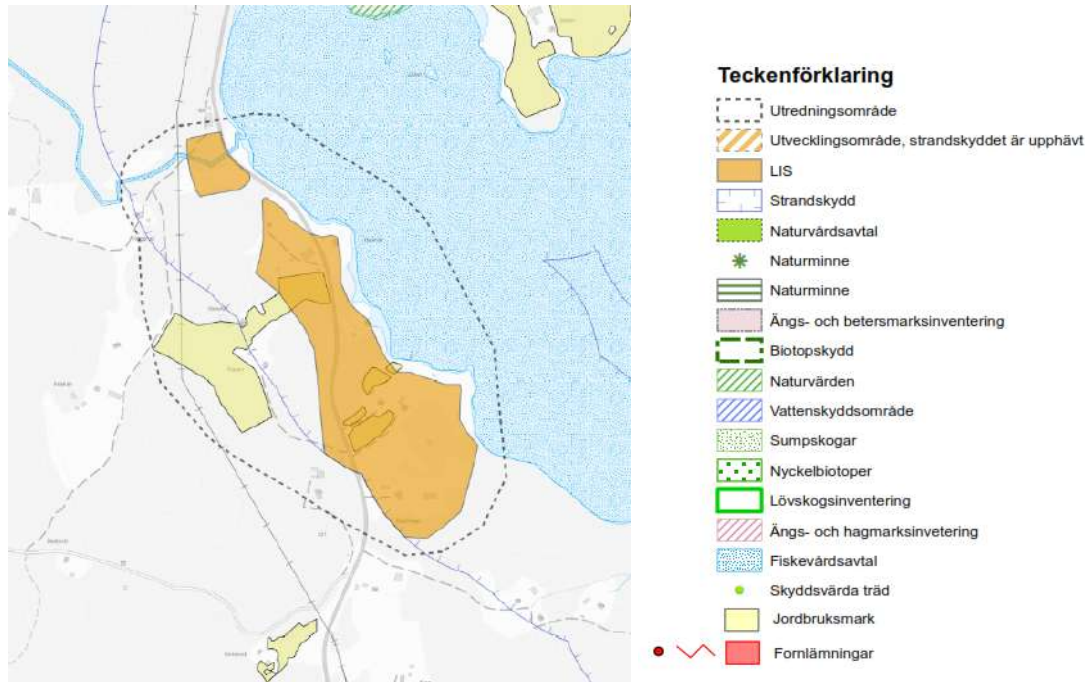 Teckenförklaring
Utredningsområde
Utvecklingsområde, strandskyddet är upphävt
LIS
Strandskydd
Naturvårdsavtal
Naturminne
Naturminne
Ängs- och betersmarksinventering
Biotopskydd
Naturvärden
Vattenskyddsområde
Sumpskogar
Nyckelbiotoper
Lövskogsinventering
Ängs- och hagmarksinvetering
Fiskevårdsavtal
Skyddsvärda träd
Jordbruksmark
Fornlämningar